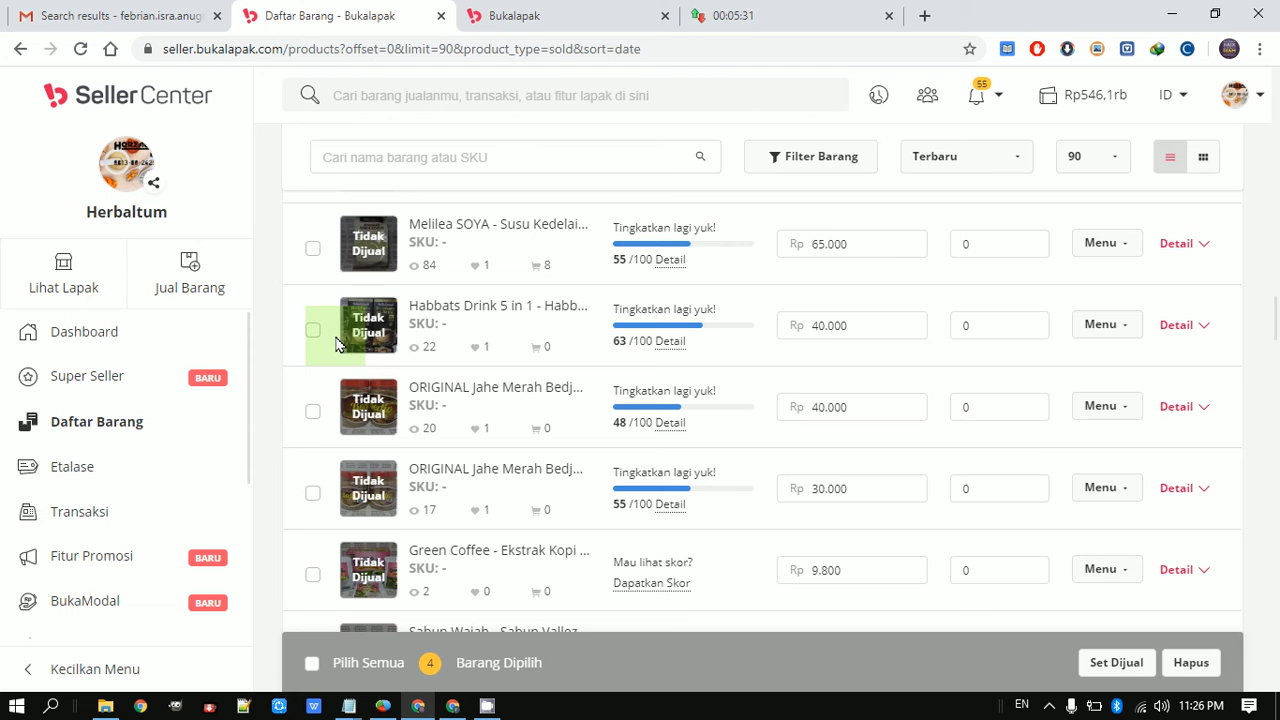 Search results - febrian.isra.anug
Daftar Barang - Bukalapak
Bukalapak
00:05:31
seller.bukalapak.com/products?offset=0&limit=90&product_type=sold&sort=date
SellerCenter
Cari barang jualanmu, transaksi, atau fitur lapak di sini
55
Rp546,1rb
ID
Herbaltum
Lihat Lapak
Jual Barang
Dashboard
Super Seller
BARU
Daftar Barang
Etalase
Transaksi
Fitur Promosi
BARU
BukaModal
BARU
Kecilkan Menu
Cari nama barang atau SKU
Filter Barang
Terbaru
90
Tidak Dijual
Melilea SOYA - Susu Kedelai...
SKU: -
84
1
8
Tingkatkan lagi yuk!
55 /100 Detail
Rp 65.000
0
Menu
Detail
Tidak Dijual
Habbats Drink 5 in 1 - Habb...
SKU: -
22
1
0
Tingkatkan lagi yuk!
63 /100 Detail
Rp 40.000
0
Menu
Detail
Tidak Dijual
ORIGINAL Jahe Merah Bedj...
SKU: -
20
1
0
Tingkatkan lagi yuk!
48 /100 Detail
Rp 40.000
0
Menu
Detail
Tidak Dijual
ORIGINAL Jahe Merah Bedj...
SKU: -
17
1
0
Tingkatkan lagi yuk!
55 /100 Detail
Rp 30.000
0
Menu
Detail
Tidak Dijual
Green Coffee - Ekstrak Kopi ...
SKU: -
2
0
0
Mau lihat skor?
Dapatkan Skor
Rp 9.800
0
Menu
Detail
Pilih Semua
4
Barang Dipilih
Set Dijual
Hapus
EN
11:26 PM